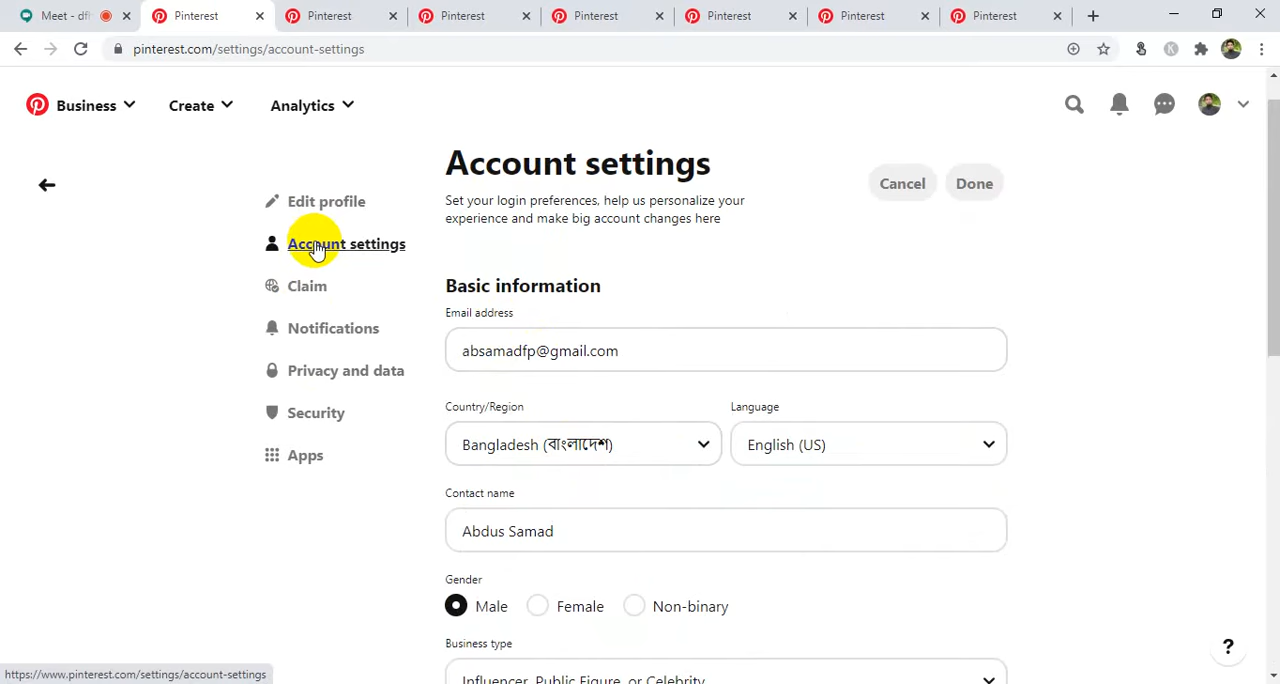 Meet - dfl
Pinterest
Pinterest
Pinterest
Pinterest
Pinterest
Pinterest
Pinterest
pinterest.com/settings/account-settings
K
Business
Create
Analytics
Account settings
Cancel
Done
Set your login preferences, help us personalize your
experience and make big account changes here
Edit profile
Account settings
Claim
Notifications
Privacy and data
Security
Apps
Basic information
Email address
absamadfp@gmail.com
Country/Region
Language
Bangladesh (বাংলাদেশ)
English (US)
Contact name
Abdus Samad
Gender
Male
Female
Non-binary
Business type
Influencer, Public Figure, or Celebrity
?
https://www.pinterest.com/settings/account-settings